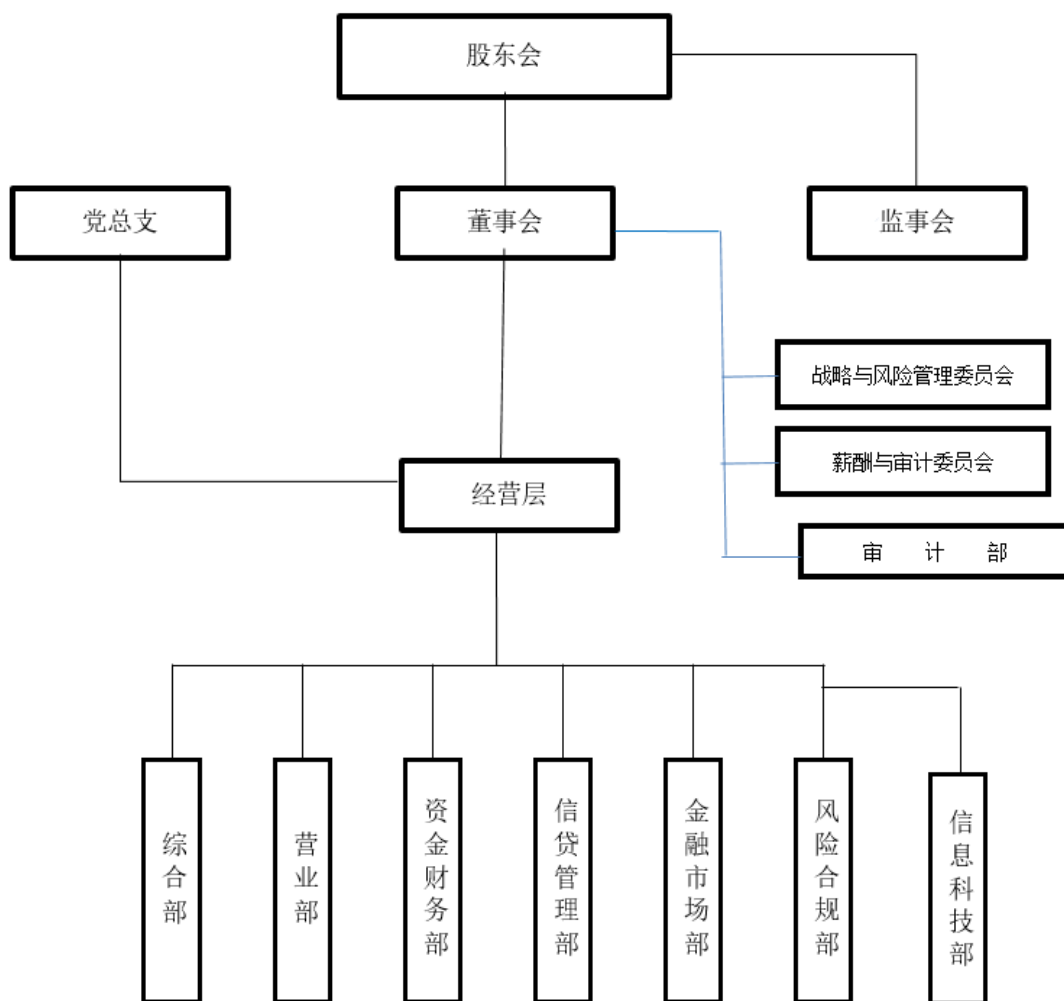 股东会
党总支
董事会
监事会
战略与风险管理委员会
薪酬与审计委员会
经营层
审 计 部
综合部
营业部
资金财务部
信贷管理部
金融市场部
风险合规部
信息科技部